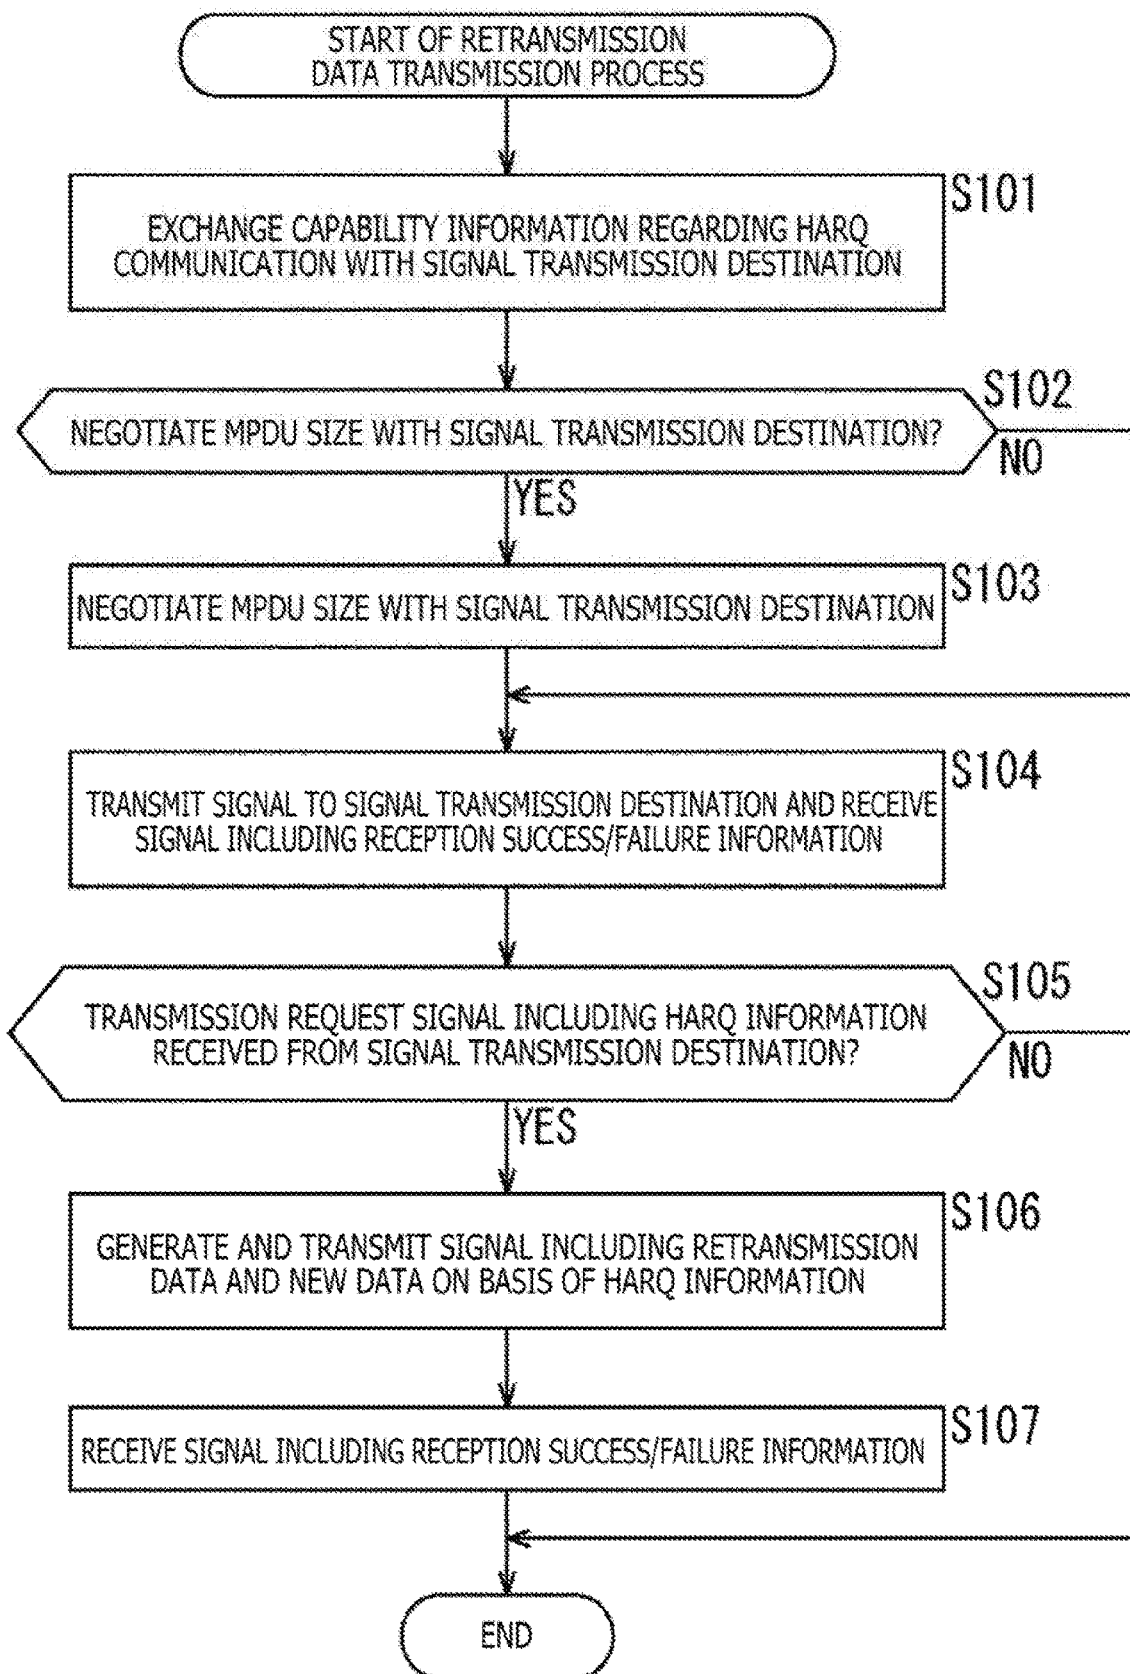 START OF RETRANSMISSION
DATA TRANSMISSION PROCESS
S101
EXCHANGE CAPABILITY INFORMATION REGARDING HARQ
COMMUNICATION WITH SIGNAL TRANSMISSION DESTINATION
S102
NEGOTIATE MPDU SIZE WITH SIGNAL TRANSMISSION DESTINATION?
NO
YES
S103
NEGOTIATE MPDU SIZE WITH SIGNAL TRANSMISSION DESTINATION
S104
TRANSMIT SIGNAL TO SIGNAL TRANSMISSION DESTINATION AND RECEIVE
SIGNAL INCLUDING RECEPTION SUCCESS/FAILURE INFORMATION
S105
TRANSMISSION REQUEST SIGNAL INCLUDING HARQ INFORMATION
RECEIVED FROM SIGNAL TRANSMISSION DESTINATION?
NO
YES
S106
GENERATE AND TRANSMIT SIGNAL INCLUDING RETRANSMISSION
DATA AND NEW DATA ON BASIS OF HARQ INFORMATION
S107
RECEIVE SIGNAL INCLUDING RECEPTION SUCCESS/FAILURE INFORMATION
END